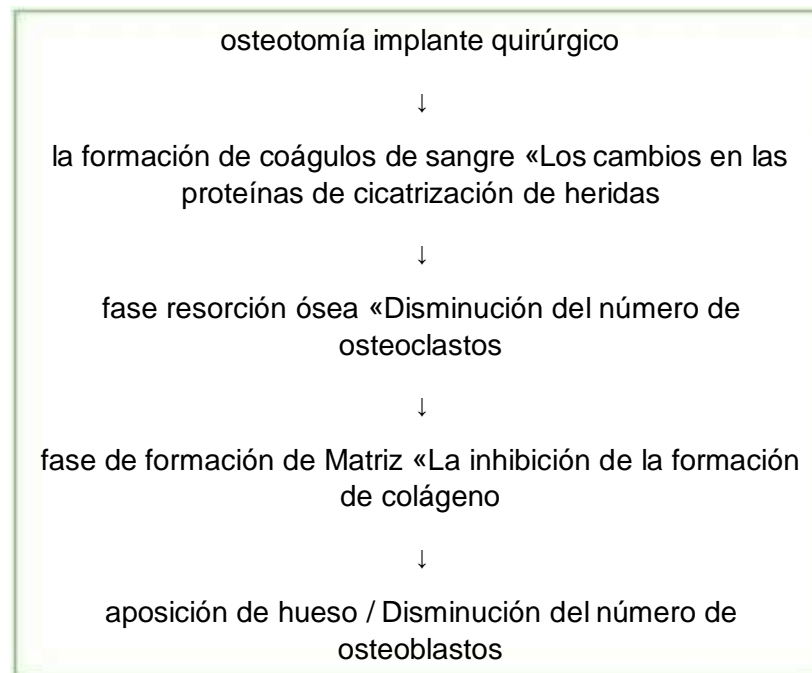 osteotomía implante quirúrgico
↓
la formación de coágulos de sangre «Los cambios en las
proteínas de cicatrización de heridas
↓
fase resorción ósea «Disminución del número de
osteoclastos
↓
fase de formación de Matriz «La inhibición de la formación
de colágeno
↓
aposición de hueso / Disminución del número de
osteoblastos